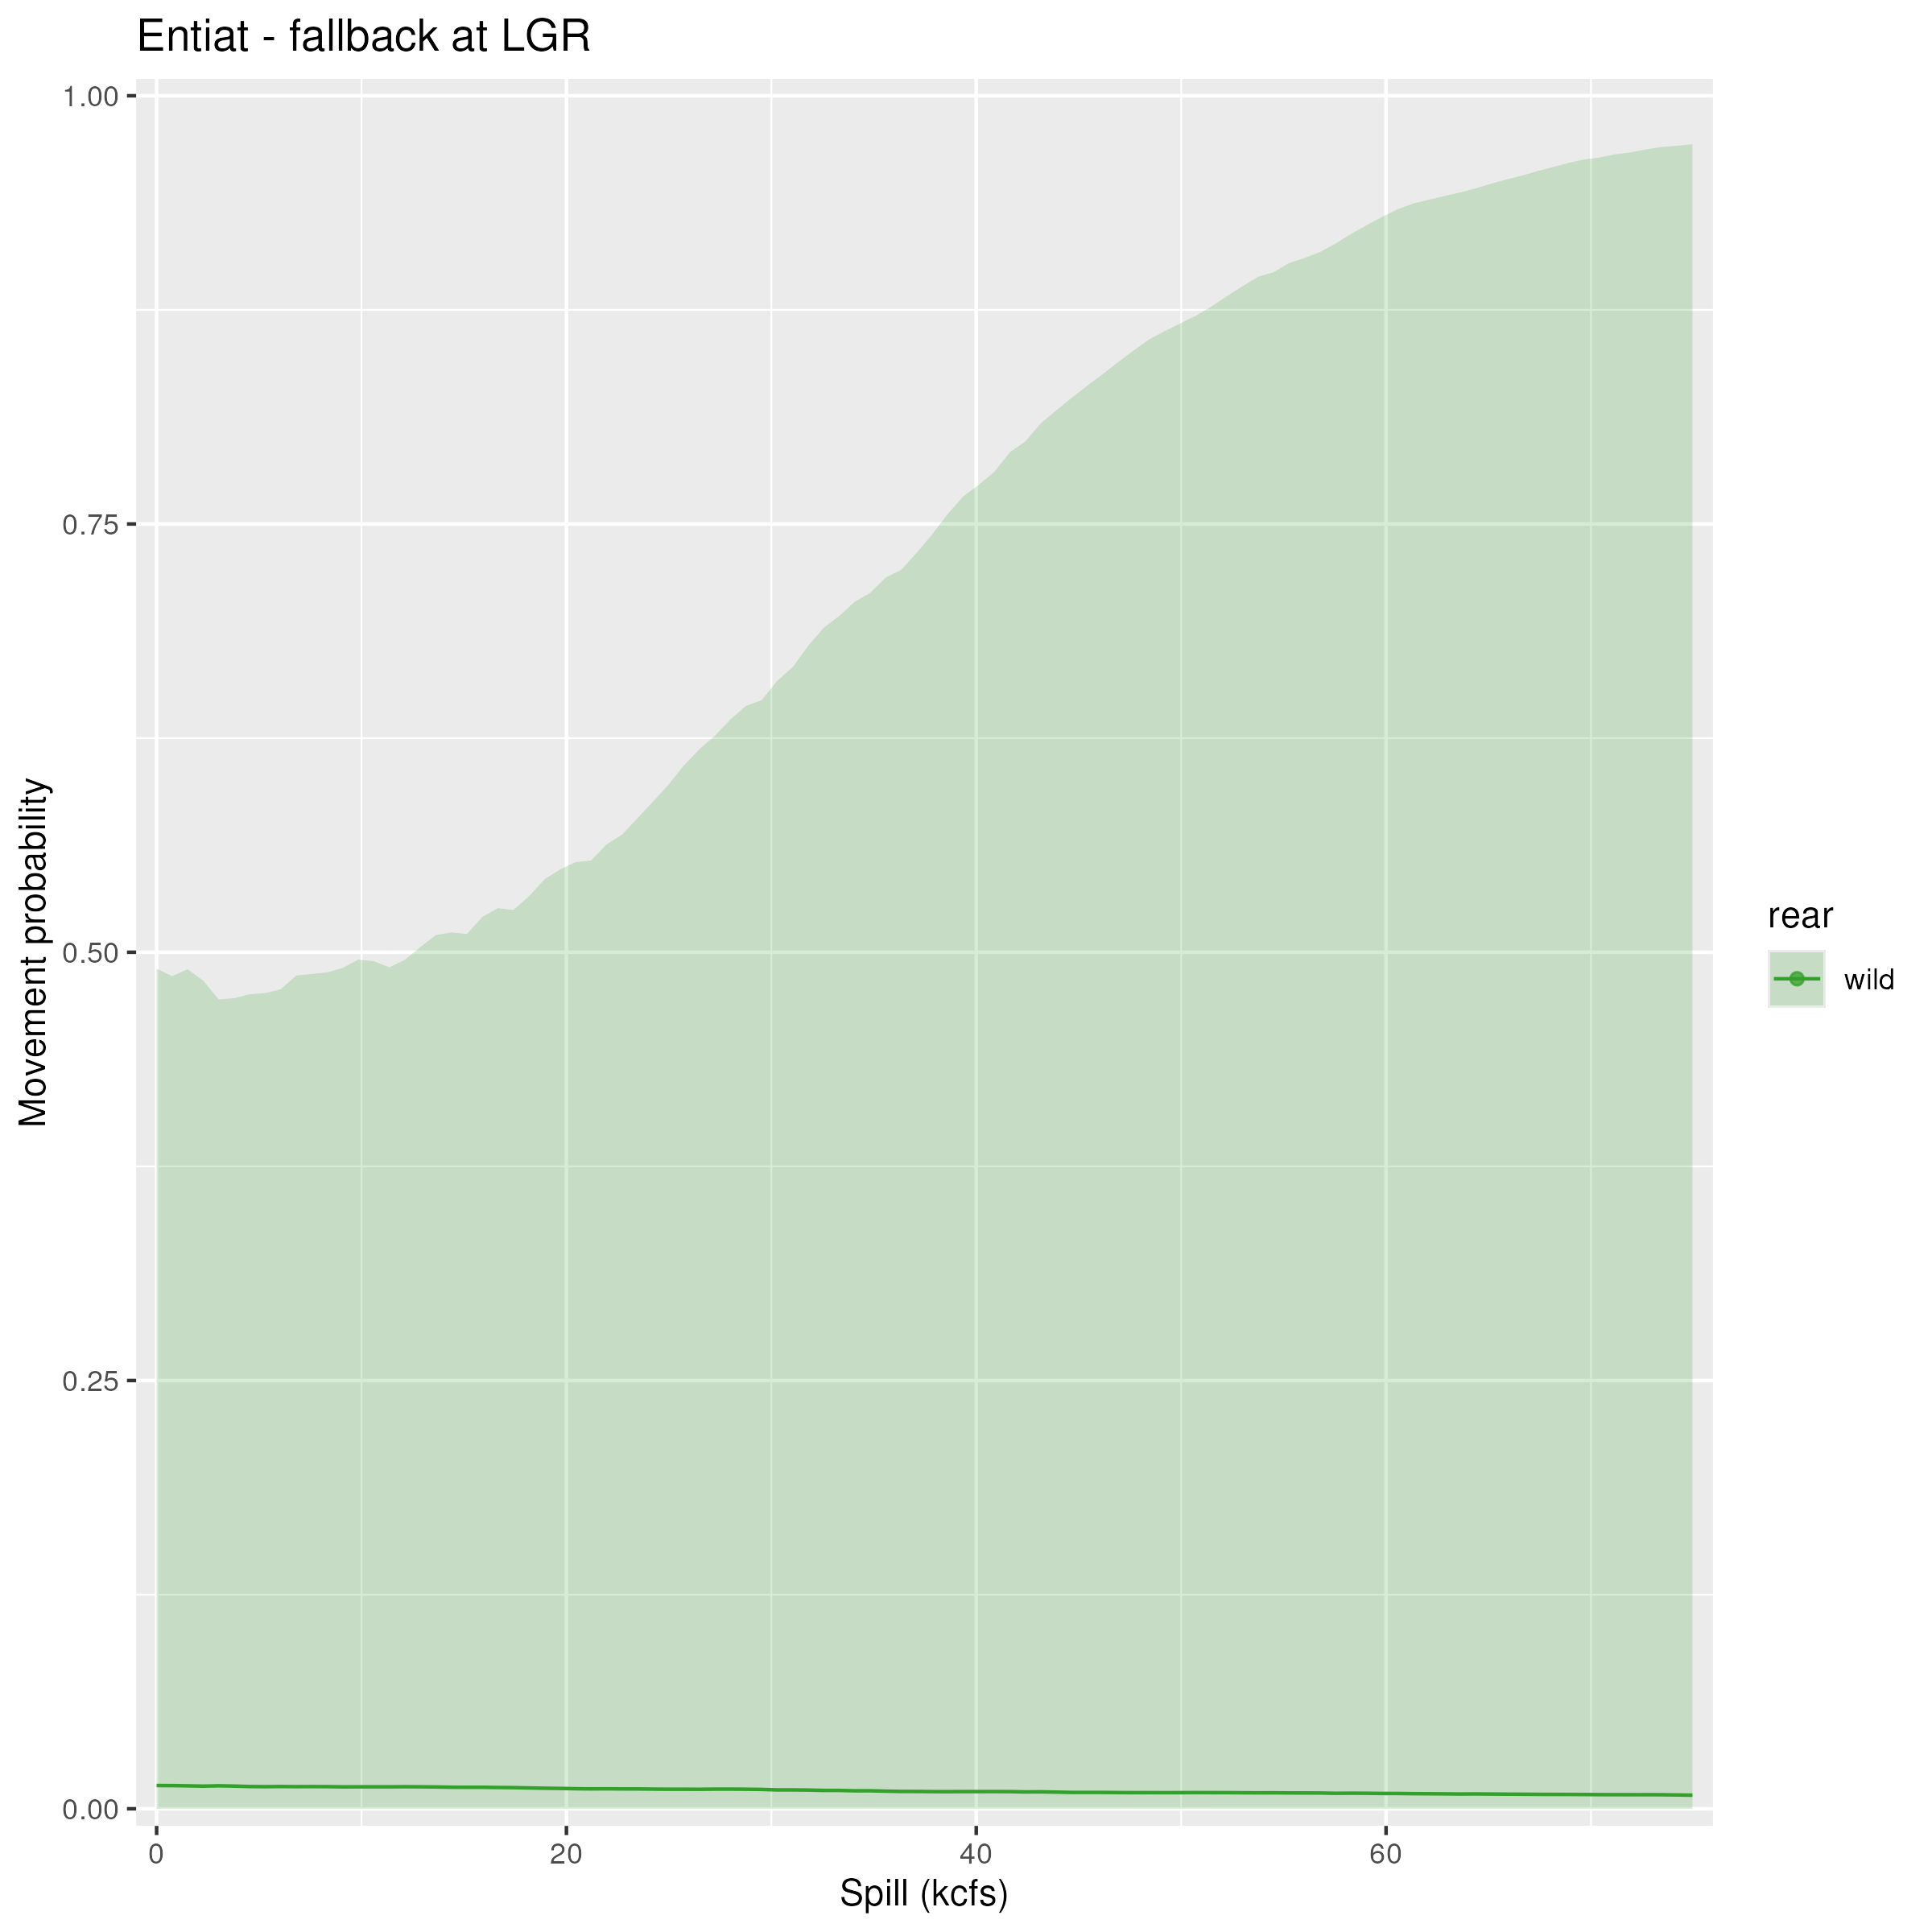 Entiat - fallback at LGR
1.00
0.75
0.50
0.25
0.00
Movement probability
0
20
40
60
Spill (kcfs)
rear
wild